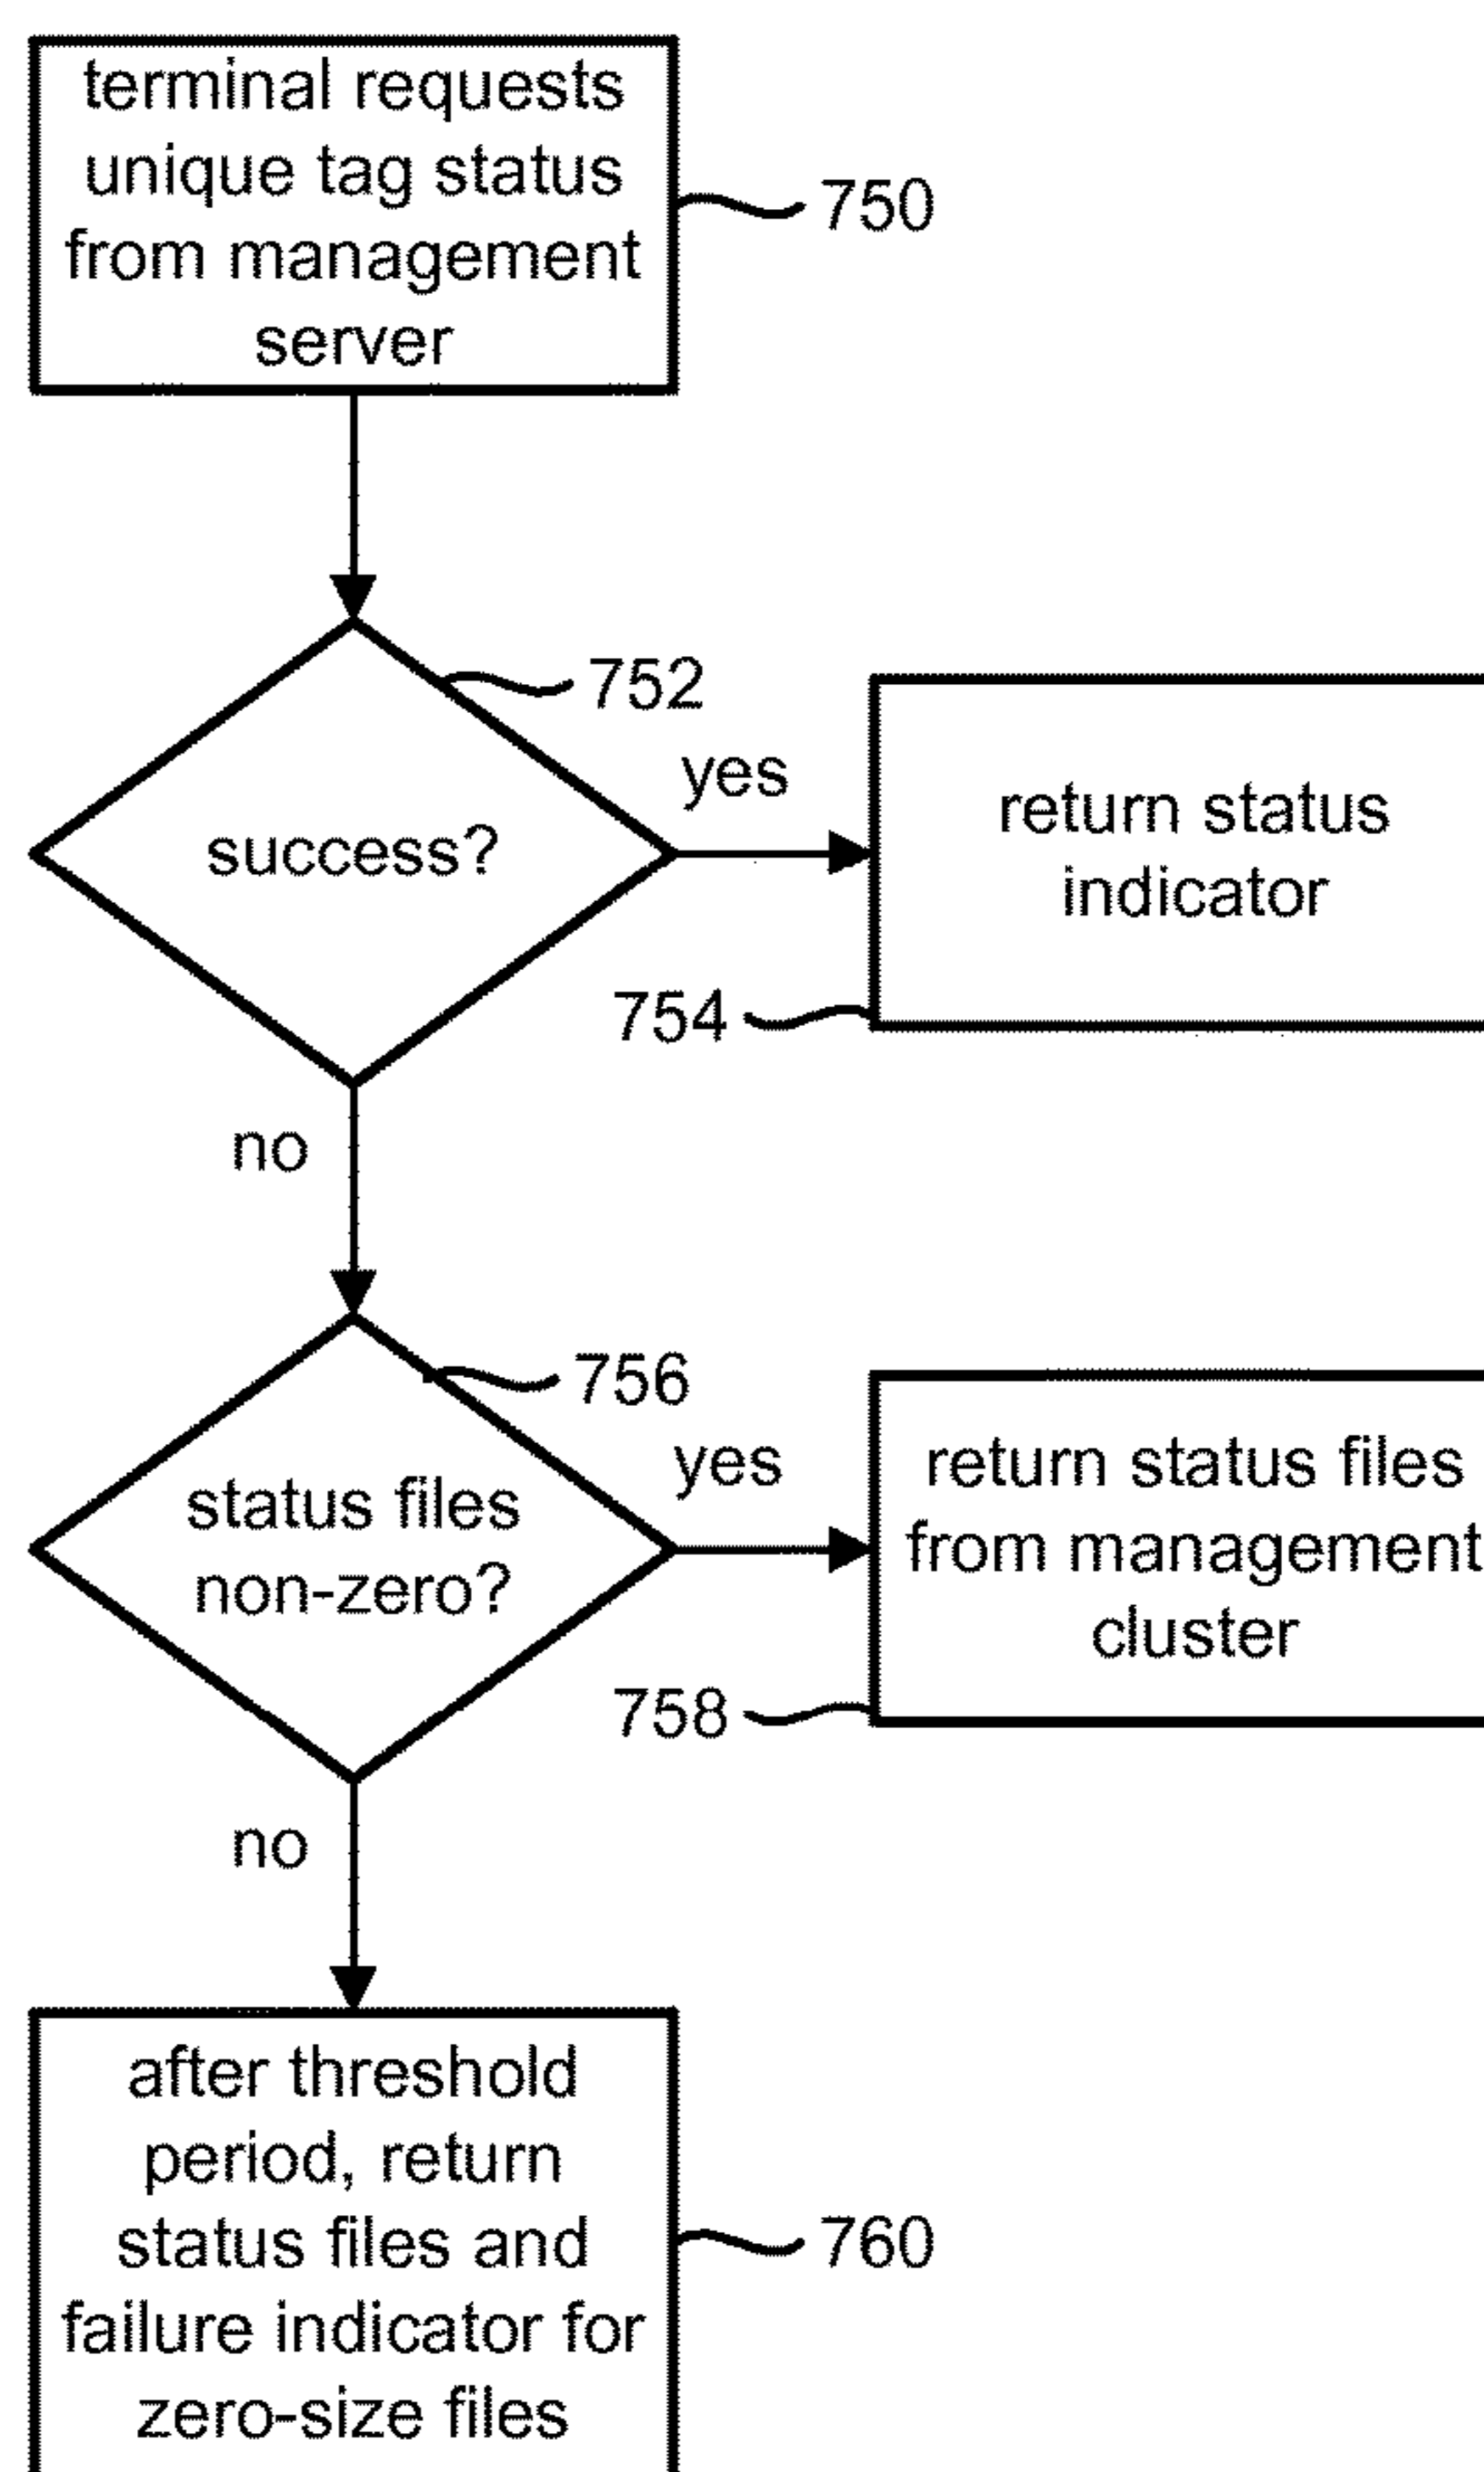 terminal requests
unique tag status
from management
server
750
752
success?
yes
return status
indicator
754
no
756
status files
non-zero?
yes
return status files
from management
cluster
758
no
after threshold
period, return
status files and
failure indicator for
zero-size files
760